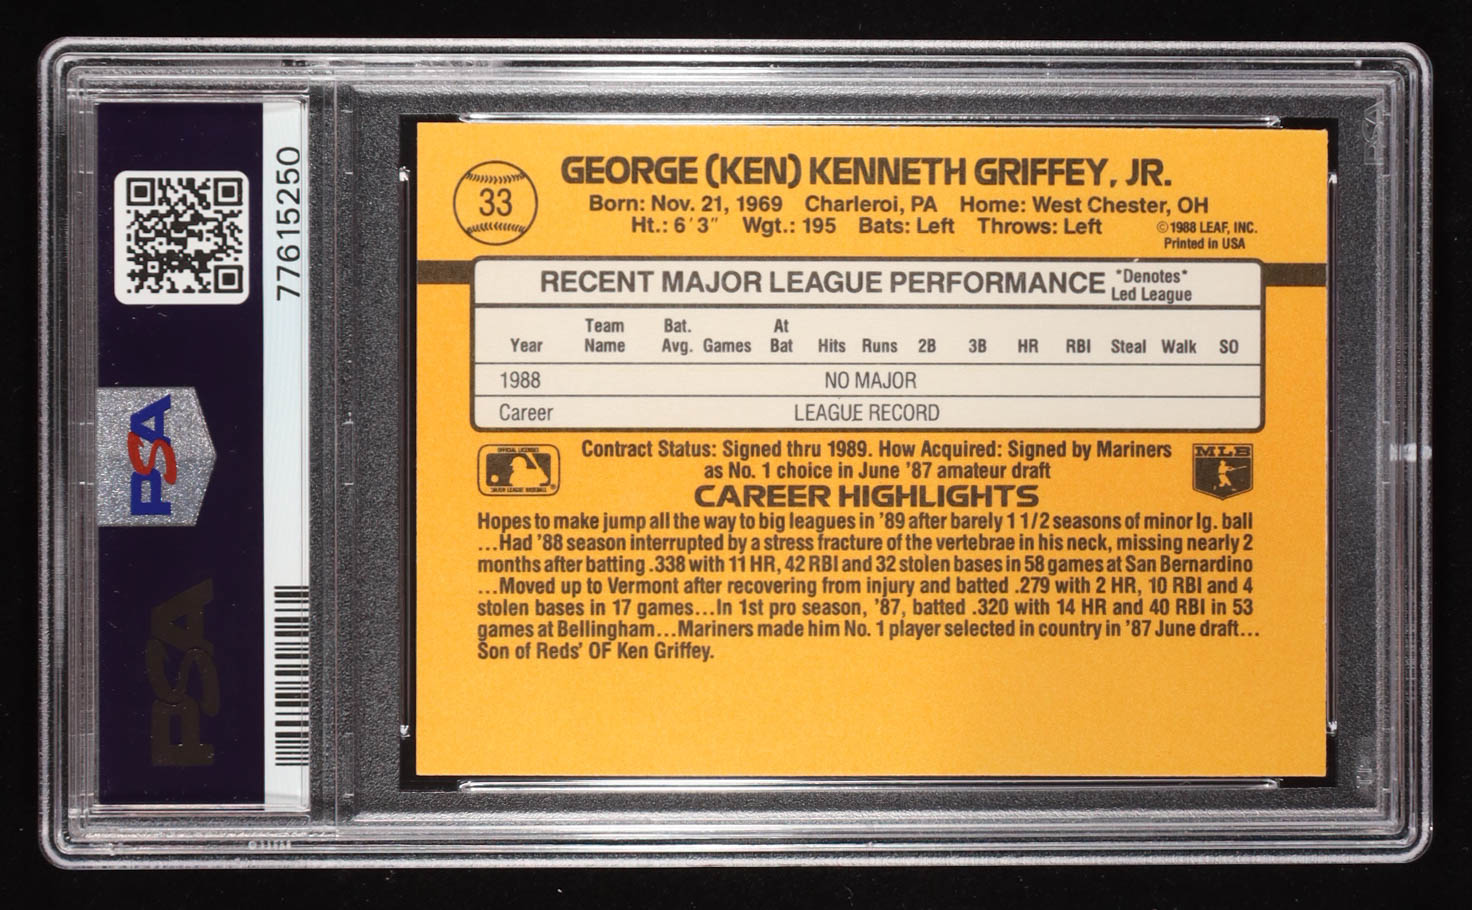 77615250
PSA
PSA
33
GEORGE (KEN) KENNETH GRIFFEY, JR.
Born: Nov. 21, 1969 Charleroi, PA Home: West Chester, OH
Ht.: 6'3" Wgt.: 195 Bats: Left Throws: Left
©1988 LEAF, INC.
Printed in USA
RECENT MAJOR LEAGUE PERFORMANCE
*Denotes*
Led League
Year Team Name Bat. Avg. Games At Bat Hits Runs 2B 3B HR RBI Steal Walk SO
1988 NO MAJOR
Career LEAGUE RECORD
OFFICIAL LICENSEE
MAJOR LEAGUE BASEBALL
®
Contract Status: Signed thru 1989. How Acquired: Signed by Mariners
as No. 1 choice in June '87 amateur draft
MLB
CAREER HIGHLIGHTS
Hopes to make jump all the way to big leagues in '89 after barely 1 1/2 seasons of minor lg. ball
...Had '88 season interrupted by a stress fracture of the vertebrae in his neck, missing nearly 2
months after batting .338 with 11 HR, 42 RBI and 32 stolen bases in 58 games at San Bernardino
...Moved up to Vermont after recovering from injury and batted .279 with 2 HR, 10 RBI and 4
stolen bases in 17 games...In 1st pro season, '87, batted .320 with 14 HR and 40 RBI in 53
games at Bellingham...Mariners made him No. 1 player selected in country in '87 June draft...
Son of Reds' OF Ken Griffey.
PSA